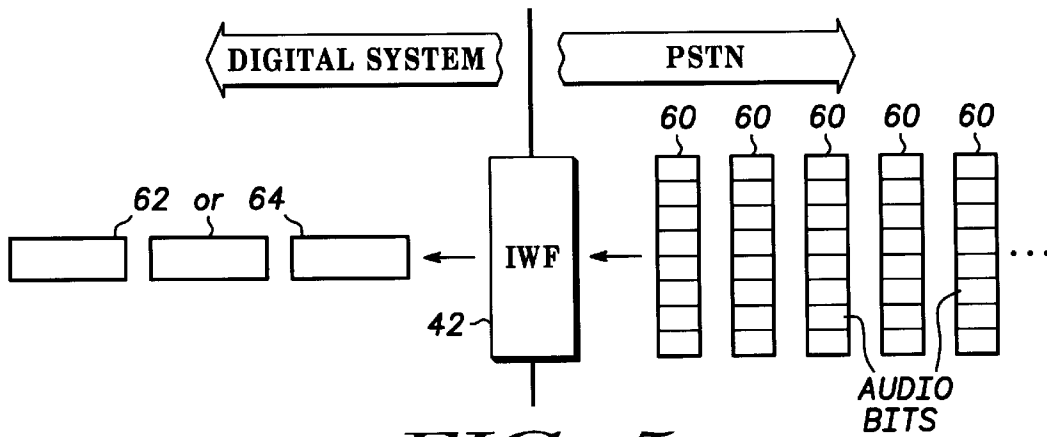 DIGITAL SYSTEM
PSTN
60 60 60 60 60
62 or 64
IWF
...
42
AUDIO
BITS